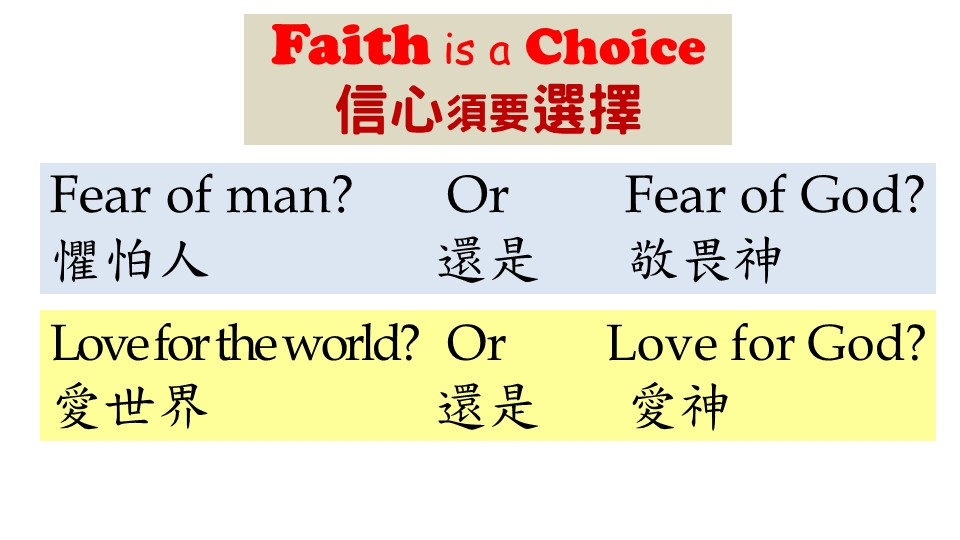 Faith is a Choice
信心須要選擇
Fear of man? Or Fear of God?
懼怕人 還是 敬畏神
Love for the world? Or Love for God?
愛世界 還是 愛神